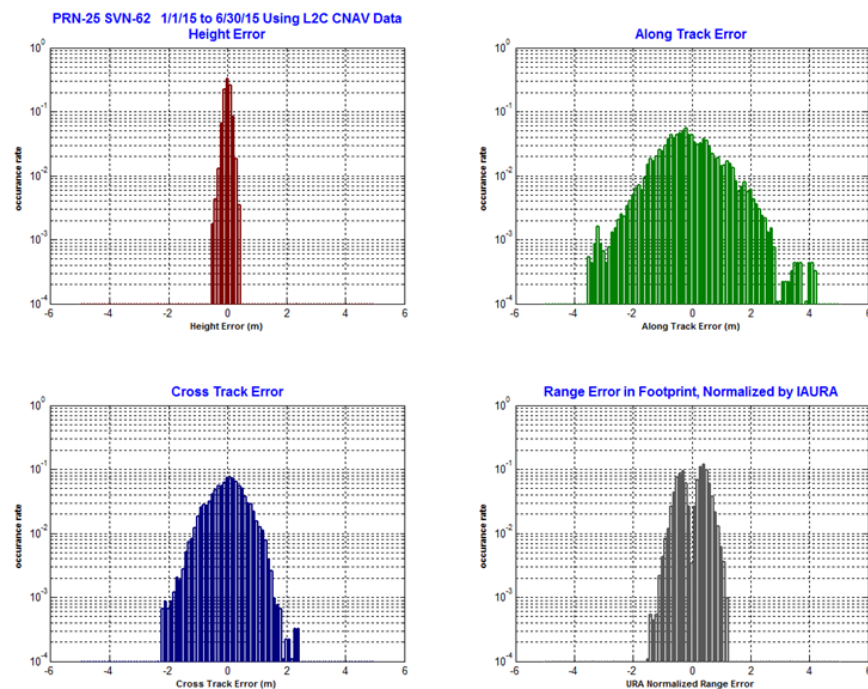 PRN-25 SVN-62 1/1/15 to 6/30/15 Using L2C CNAV Data
Height Error
10^0
10^-1
10^-2
10^-3
10^-4
occurance rate
-6 -4 -2 0 2 4 6
Height Error (m)
Along Track Error
10^0
10^-1
10^-2
10^-3
10^-4
occurance rate
-6 -4 -2 0 2 4 6
Along Track Error (m)
Cross Track Error
10^0
10^-1
10^-2
10^-3
10^-4
occurance rate
-6 -4 -2 0 2 4 6
Cross Track Error (m)
Range Error in Footprint, Normalized by IAURA
10^0
10^-1
10^-2
10^-3
10^-4
occurance rate
-6 -4 -2 0 2 4 6
URA Normalized Range Error